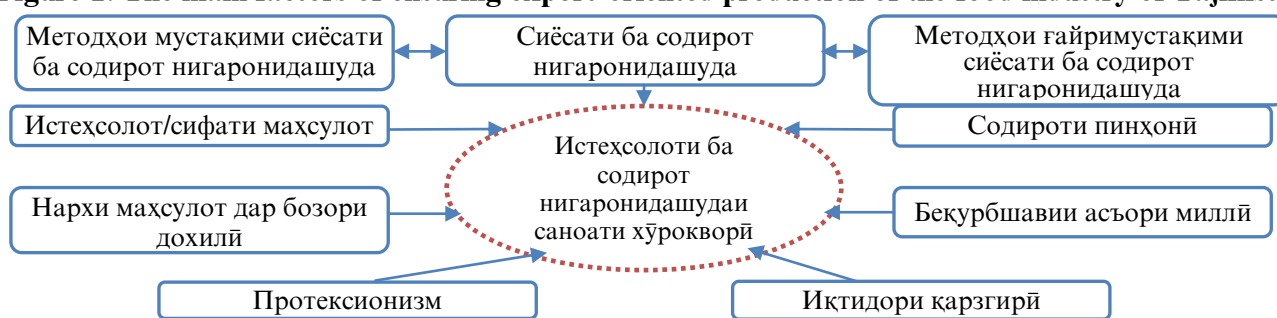 Методҳои мустақими сиёсати
ба содирот нигаронидашуда
Сиёсати ба содирот
нигаронидашуда
Методҳои ғайримустақими
сиёсати ба содирот
нигаронидашуда
Истеҳсолот/сифати маҳсулот
Содироти пинҳонӣ
Истеҳсолоти ба
содирот
нигаронидашудаи
саноати хӯрокворӣ
Нархи маҳсулот дар бозори
дохилӣ
Беқурбшавии асъори миллӣ
Протексионизм
Иқтидори қарзгирӣ